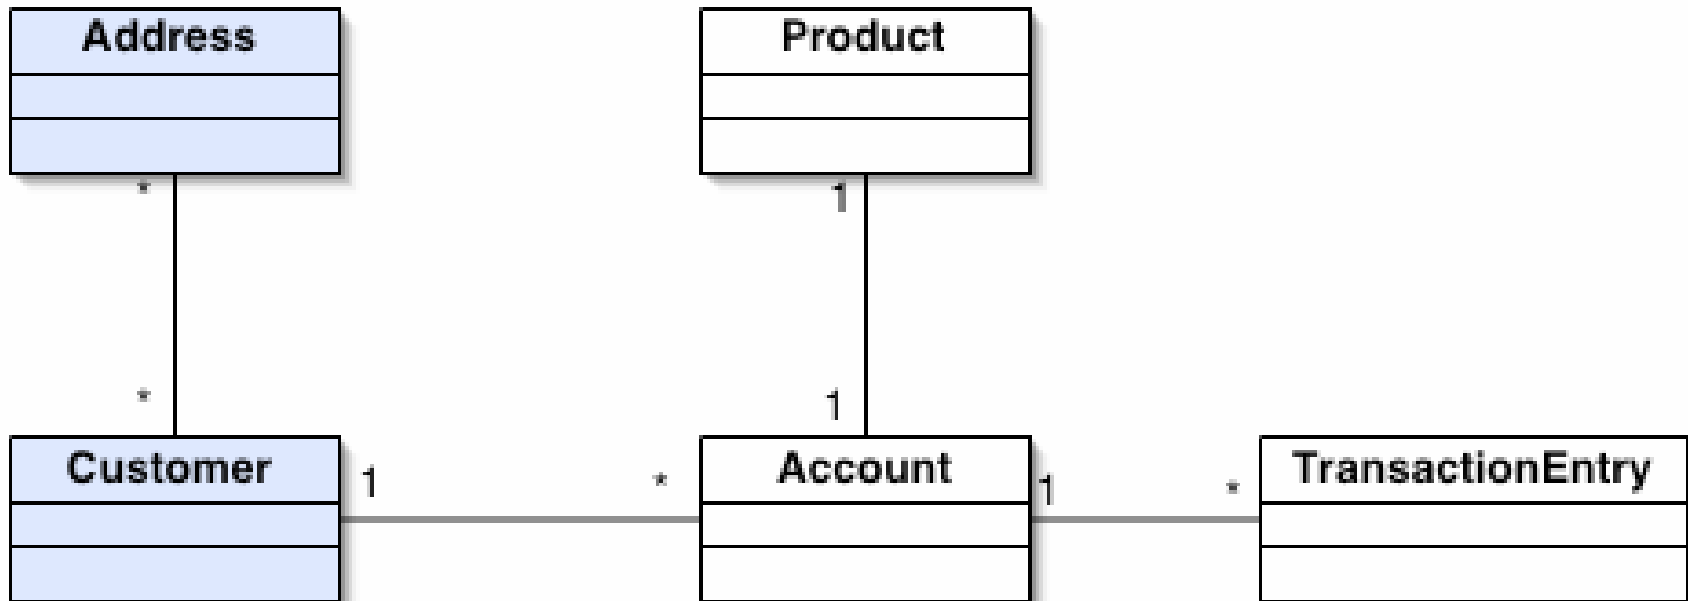 Address
Product
*
1
*
1
Customer
1
*
Account
1
*
TransactionEntry